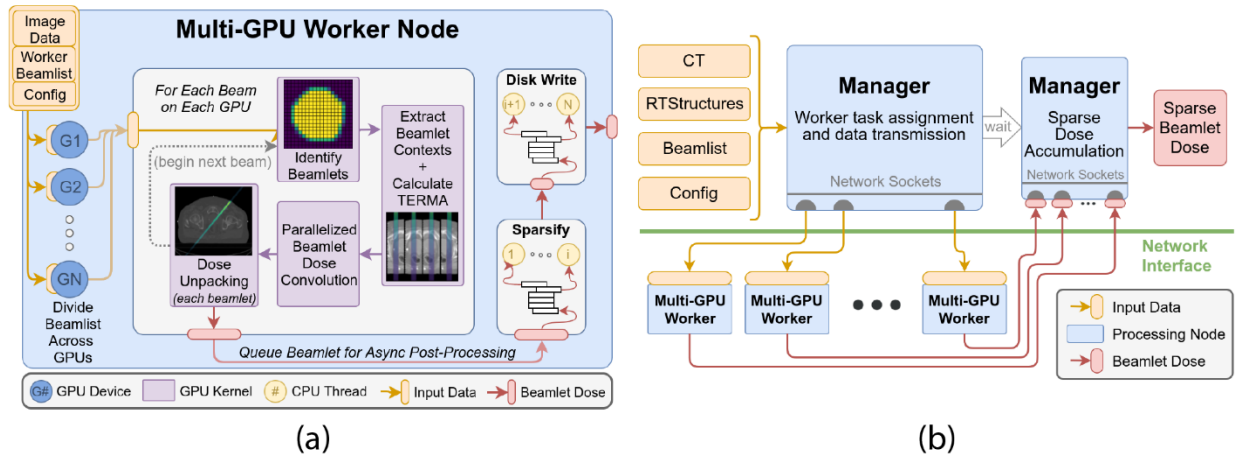 Image
Data
Worker
Beamlist
Config
Multi-GPU Worker Node
G1
G2
GN
Divide
Beamlist
Across
GPUs
For Each Beam
on Each GPU
(begin next beam)
Identify
Beamlets
Extract
Beamlet
Contexts
+
Calculate
TERMA
Parallelized
Beamlet
Dose
Convolution
Dose
Unpacking
(each beamlet)
Queue Beamlet for Async Post-Processing
Disk Write
i+1
N
Sparsify
1
i
G# GPU Device
GPU Kernel
# CPU Thread
Input Data
Beamlet Dose
(a)
CT
RTStructures
Beamlist
Config
Manager
Worker task assignment
and data transmission
Network Sockets
wait
Manager
Sparse
Dose
Accumulation
Network Sockets
Sparse
Beamlet
Dose
Network
Interface
Multi-GPU
Worker
Multi-GPU
Worker
Multi-GPU
Worker
Input Data
Processing Node
Beamlet Dose
(b)